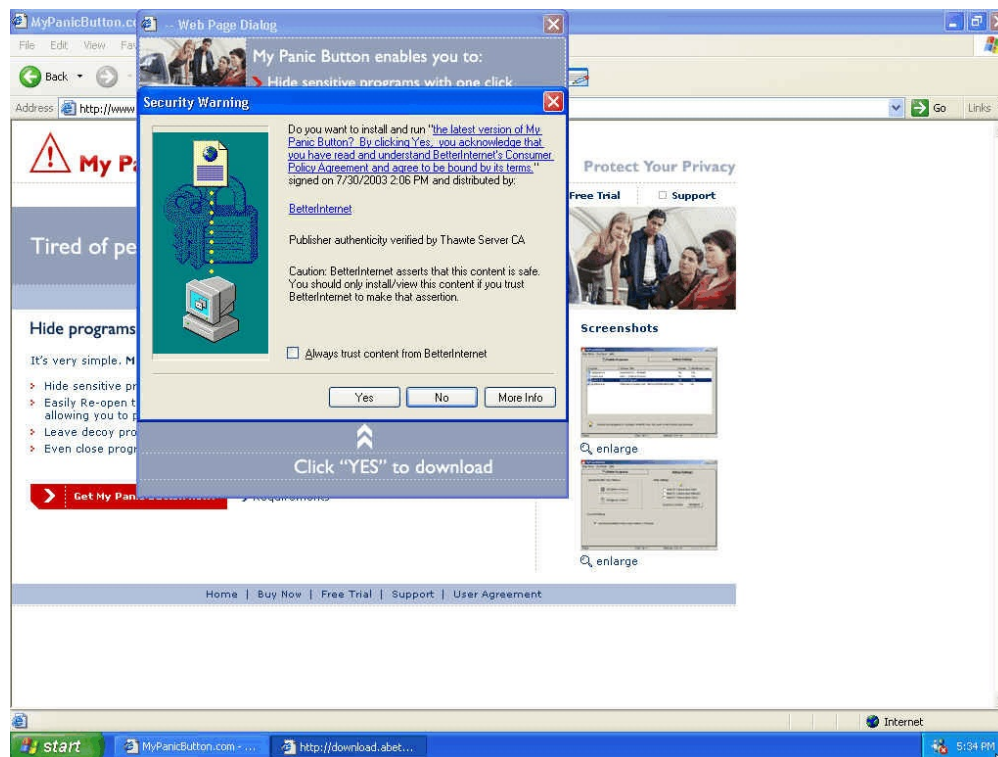 MyPanicButton.co
-- Web Page Dialog
File Edit View Fav
My Panic Button enables you to:
Back
Hide sensitive programs with one click
Address http://www
Go Links
Security Warning
Do you want to install and run "the latest version of My
Panic Button? By clicking Yes, you acknowledge that
you have read and understand BetterInternet's Consumer
Policy Agreement and agree to be bound by its terms."
signed on 7/30/2003 2:06 PM and distributed by:
BetterInternet
Publisher authenticity verified by Thawte Server CA
Caution: BetterInternet asserts that this content is safe.
You should only install/view this content if you trust
BetterInternet to make that assertion.
Always trust content from BetterInternet
Yes No More Info
Click "YES" to download
My Pa
Protect Your Privacy
Free Trial Support
Tired of pe
Hide programs
It's very simple. M
Hide sensitive pr
Easily Re-open t
allowing you to p
Leave decoy pro
Even close progr
Get My Pan
Requirements
Screenshots
enlarge
enlarge
Home | Buy Now | Free Trial | Support | User Agreement
Internet
start MyPanicButton.com - ... http://download.abet... 5:34 PM